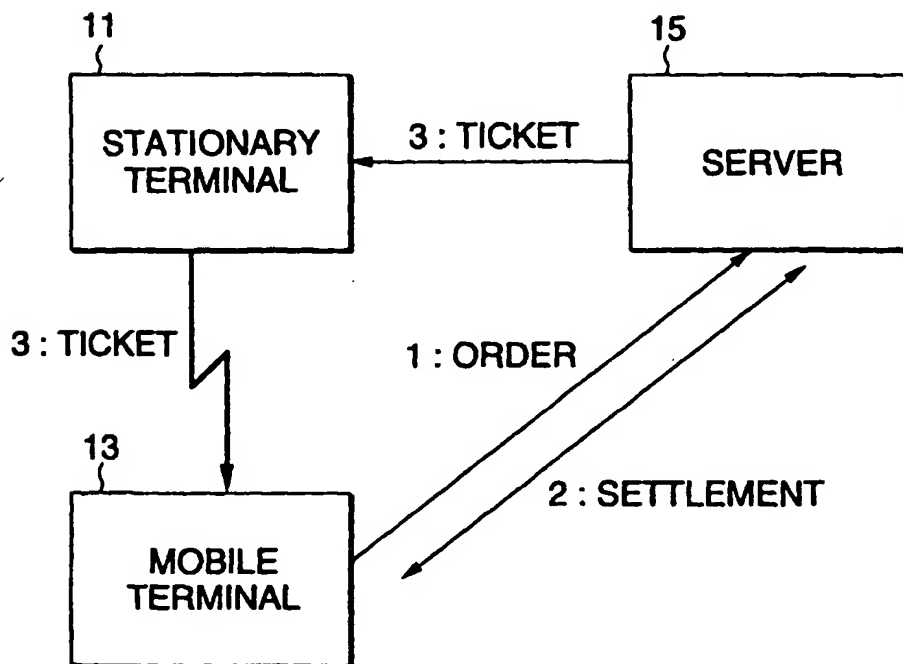 11
15
STATIONARY
TERMINAL
3 : TICKET
SERVER
3 : TICKET
1 : ORDER
13
2 : SETTLEMENT
MOBILE
TERMINAL